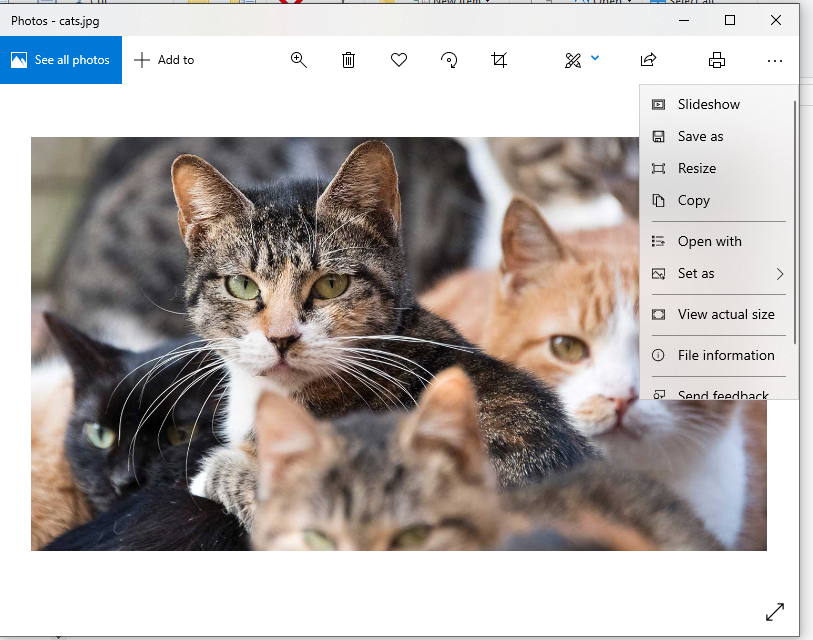 Photos - cats.jpg
See all photos
Add to
Slideshow
Save as
Resize
Copy
Open with
Set as
View actual size
File information
Send feedback